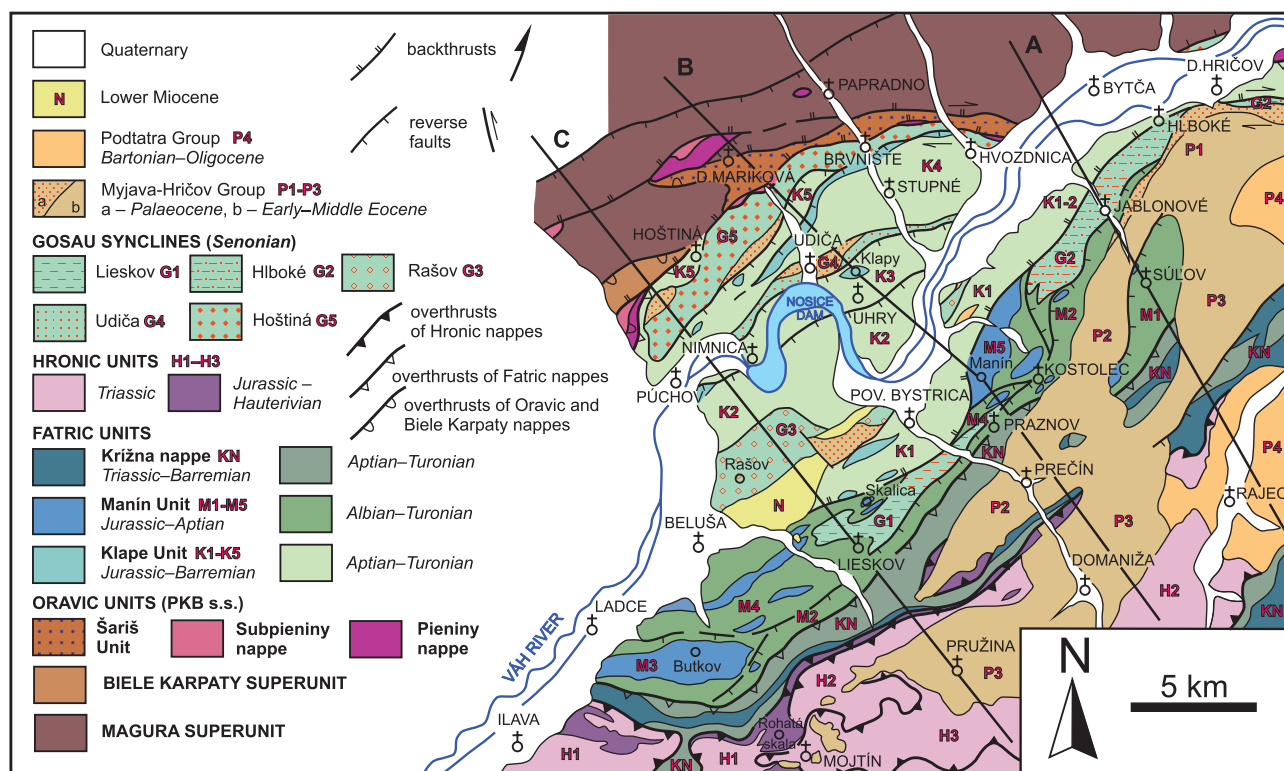 Quaternary
N
Lower Miocene
Podtatra Group P4
Bartonian–Oligocene
a
b
Myjava-Hričov Group P1-P3
a – Palaeocene, b – Early–Middle Eocene
backthrusts
reverse
faults
GOSAU SYNCLINES (Senonian)
Lieskov G1
Hlboké G2
Rašov G3
Udiča G4
Hoštiná G5
overthrusts
of Hronic nappes
HRONIC UNITS H1–H3
Triassic
Jurassic –
Hauterivian
overthrusts of Fatric nappes
overthrusts of Oravic and
Biele Karpaty nappes
FATRIC UNITS
Križna nappe KN
Triassic–Barremian
Aptian–Turonian
Manín Unit M1-M5
Jurassic–Aptian
Albian–Turonian
Klape Unit K1-K5
Jurassic–Barremian
Aptian–Turonian
ORAVIC UNITS (PKB s.s.)
Šariš
Unit
Subpieniny
nappe
Pieniny
nappe
BIELE KARPATY SUPERUNIT
MAGURA SUPERUNIT
A
B
C
D.HRIČOV
BYTČA
PAPRADNO
G2
HLBOKÉ
P1
BRVNIŠTE
K4
HVOZDNICA
D.MARIKOVÁ
K5
STUPNÉ
K1-2
JABLONOVÉ
P4
HOŠTINÁ
G5
K5
UDIČA
G4
Klapy
K3
G2
SÚĽOV
NOSICE
DAM
UHRY
K1
M2
M1
P3
P2
K2
NIMNICA
M5
Manín
KOSTOLEC
KN
KN
PÚCHOV
K2
POV. BYSTRICA
M4
PRAZNOV
G3
K1
KN
P4
Rašov
PREČÍN
RAJEC
N
Skalica
G1
P2
P3
BELUŠA
LIESKOV
DOMANIŽA
H2
KN
LADCE
M4
M2
KN
VÁH RIVER
M3
Butkov
PRUŽINA
P3
H2
ILAVA
H1
KN
H1
Rohatá
skala
MOJTÍN
H3
N
5 km